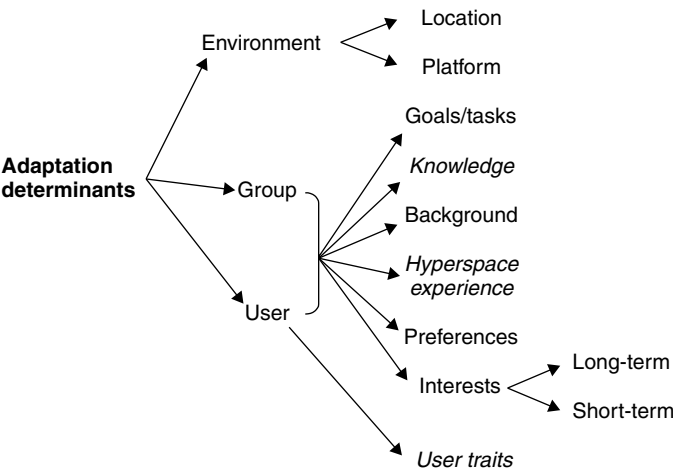 Location
Environment
Platform
Goals/tasks
Adaptation
determinants
Knowledge
Group
Background
Hyperspace
experience
User
Preferences
Interests
Long-term
Short-term
User traits